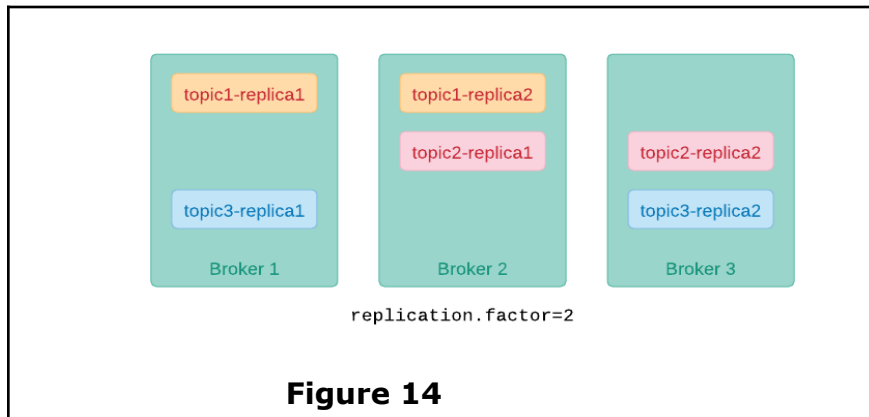 topic1-replica1
topic3-replica1
Broker 1
topic1-replica2
topic2-replica1
Broker 2
topic2-replica2
topic3-replica2
Broker 3
replication.factor=2
Figure 14